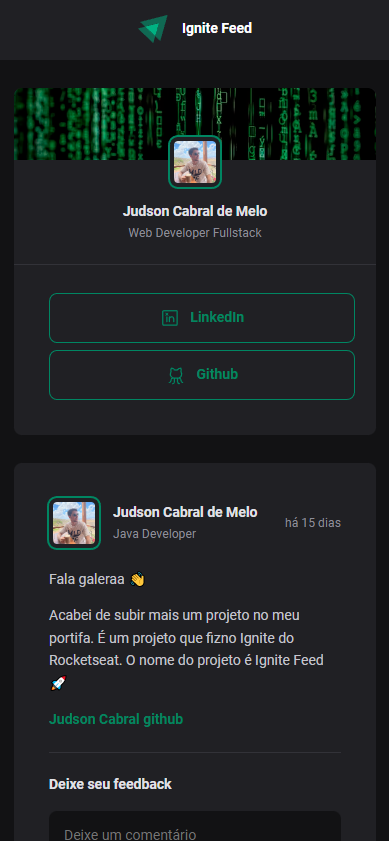 Ignite Feed
Judson Cabral de Melo
Web Developer Fullstack
LinkedIn
Github
Judson Cabral de Melo
há 15 dias
Java Developer
Fala galeraa 👋
Acabei de subir mais um projeto no meu
portifa. É um projeto que fizno Ignite do
Rocketseat. O nome do projeto é Ignite Feed
🚀
Judson Cabral github
Deixe seu feedback
Deixe um comentário